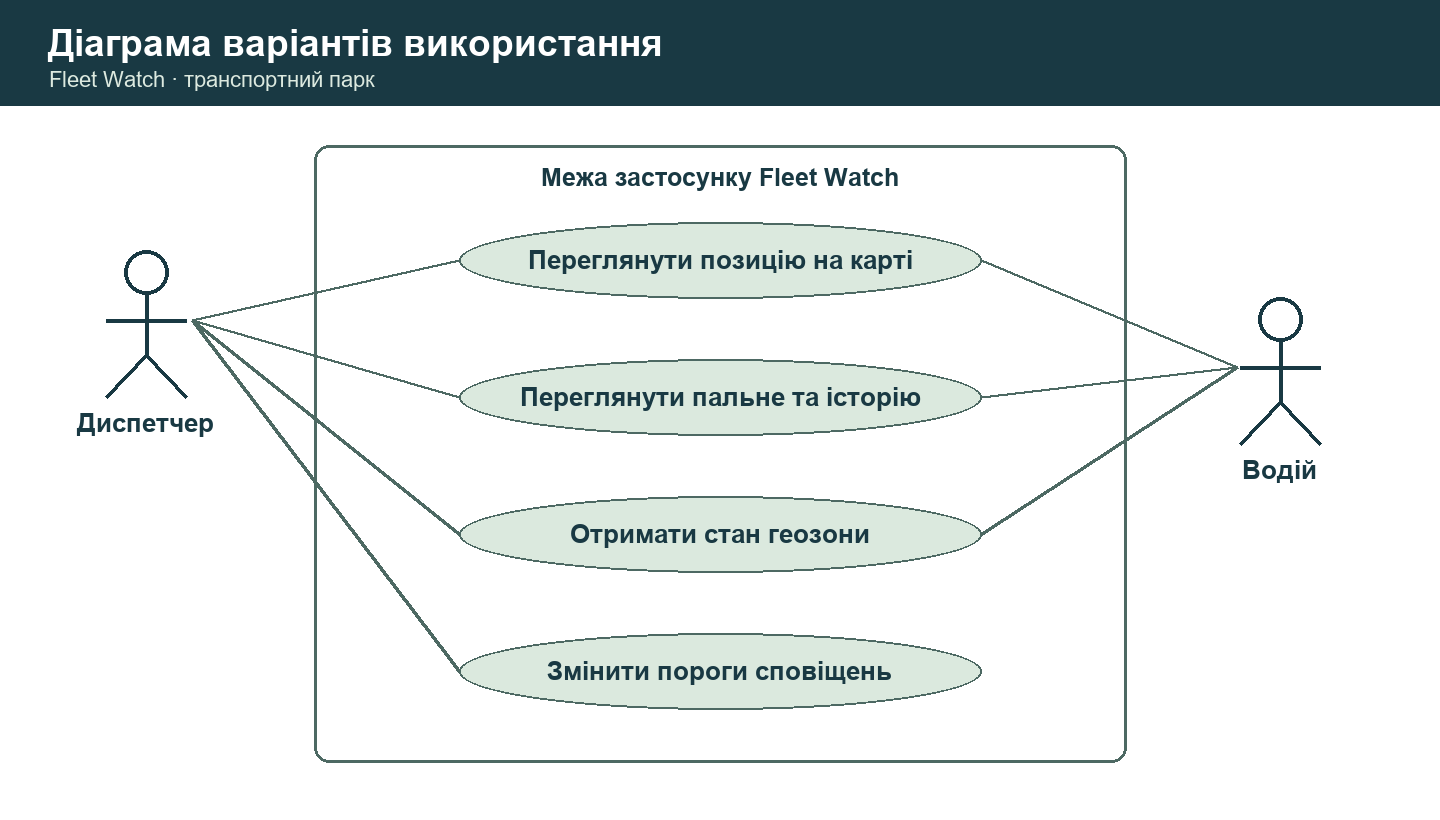 Діаграма варіантів використання
Fleet Watch · транспортний парк
Межа застосунку Fleet Watch
Переглянути позицію на карті
Переглянути пальне та історію
Диспетчер
Водій
Отримати стан геозони
Змінити пороги сповіщень